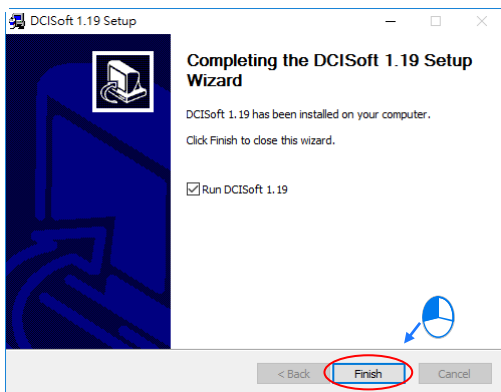 DCISoft 1.19 Setup
Completing the DCISoft 1.19 Setup
Wizard
DCISoft 1.19 has been installed on your computer.
Click Finish to close this wizard.
Run DCISoft 1.19
< Back
Finish
Cancel